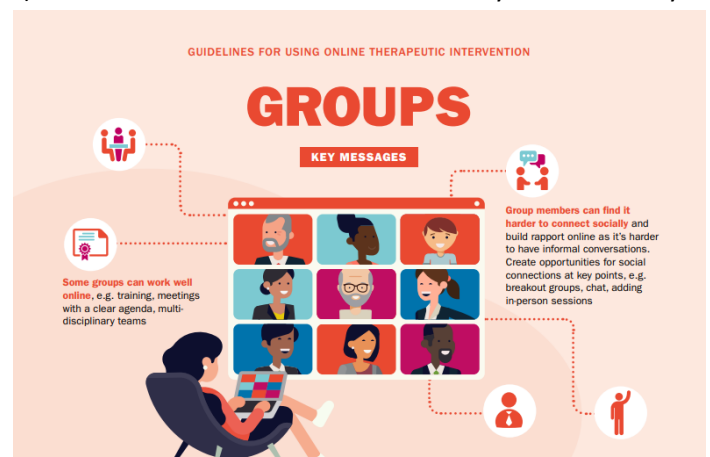 GUIDELINES FOR USING ONLINE THERAPEUTIC INTERVENTION
GROUPS
KEY MESSAGES
Some groups can work well
online, e.g. training, meetings
with a clear agenda, multi-
disciplinary teams
Group members can find it
harder to connect socially and
build rapport online as it's harder
to have informal conversations.
Create opportunities for social
connections at key points, e.g.
breakout groups, chat, adding
in-person sessions